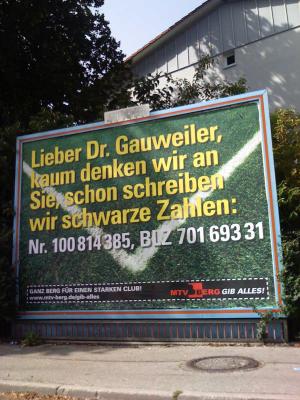 Lieber Dr. Gauweiler,
kaum denken wir an
Sie, schon schreiben
wir schwarze Zahlen:
Nr. 100 814 385, BLZ 701 693 31
GANZ BERG FÜR EINEN STARKEN CLUB!
www.mtv-berg.de/gib-alles
MTV BERG GIB ALLES!